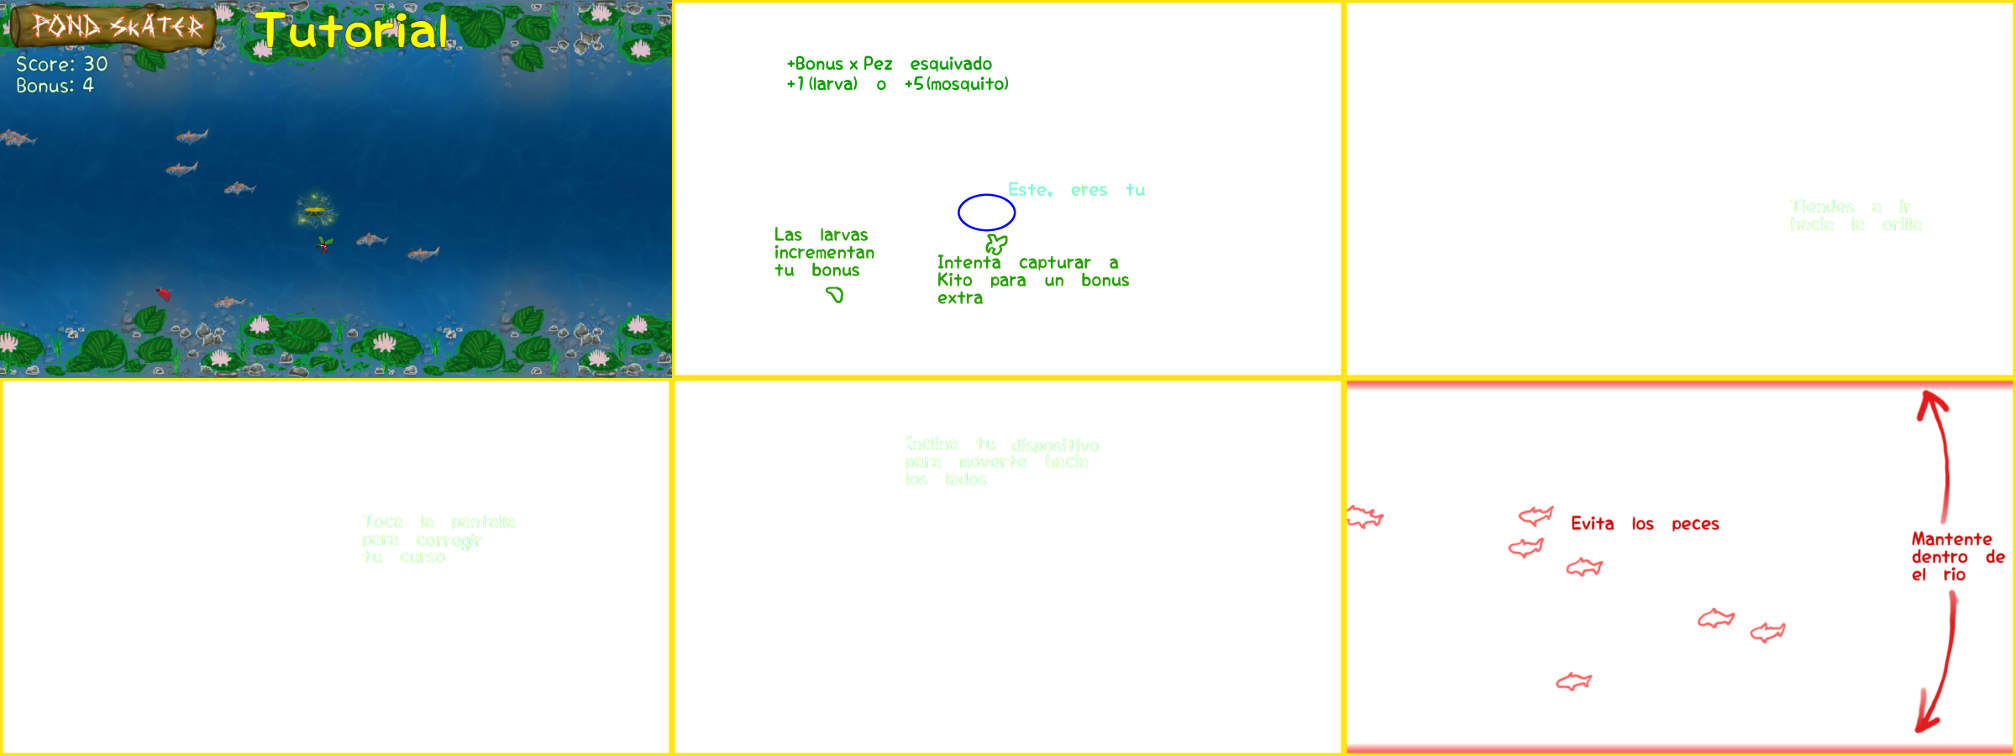 POND SKATER
Tutorial
Score: 30
Bonus: 4
+Bonus x Pez esquivado
+1 (larva) o +5 (mosquito)
Este, eres tu
Las larvas
incrementan
tu bonus
Intenta capturar a
Kito para un bonus
extra
Tiendes a ir
hacia la orilla
Toca la pantalla
para corregir
tu curso
Inclina tu dispositivo
para moverte hacia
los lados
Evita los peces
Mantente
dentro de
el rio